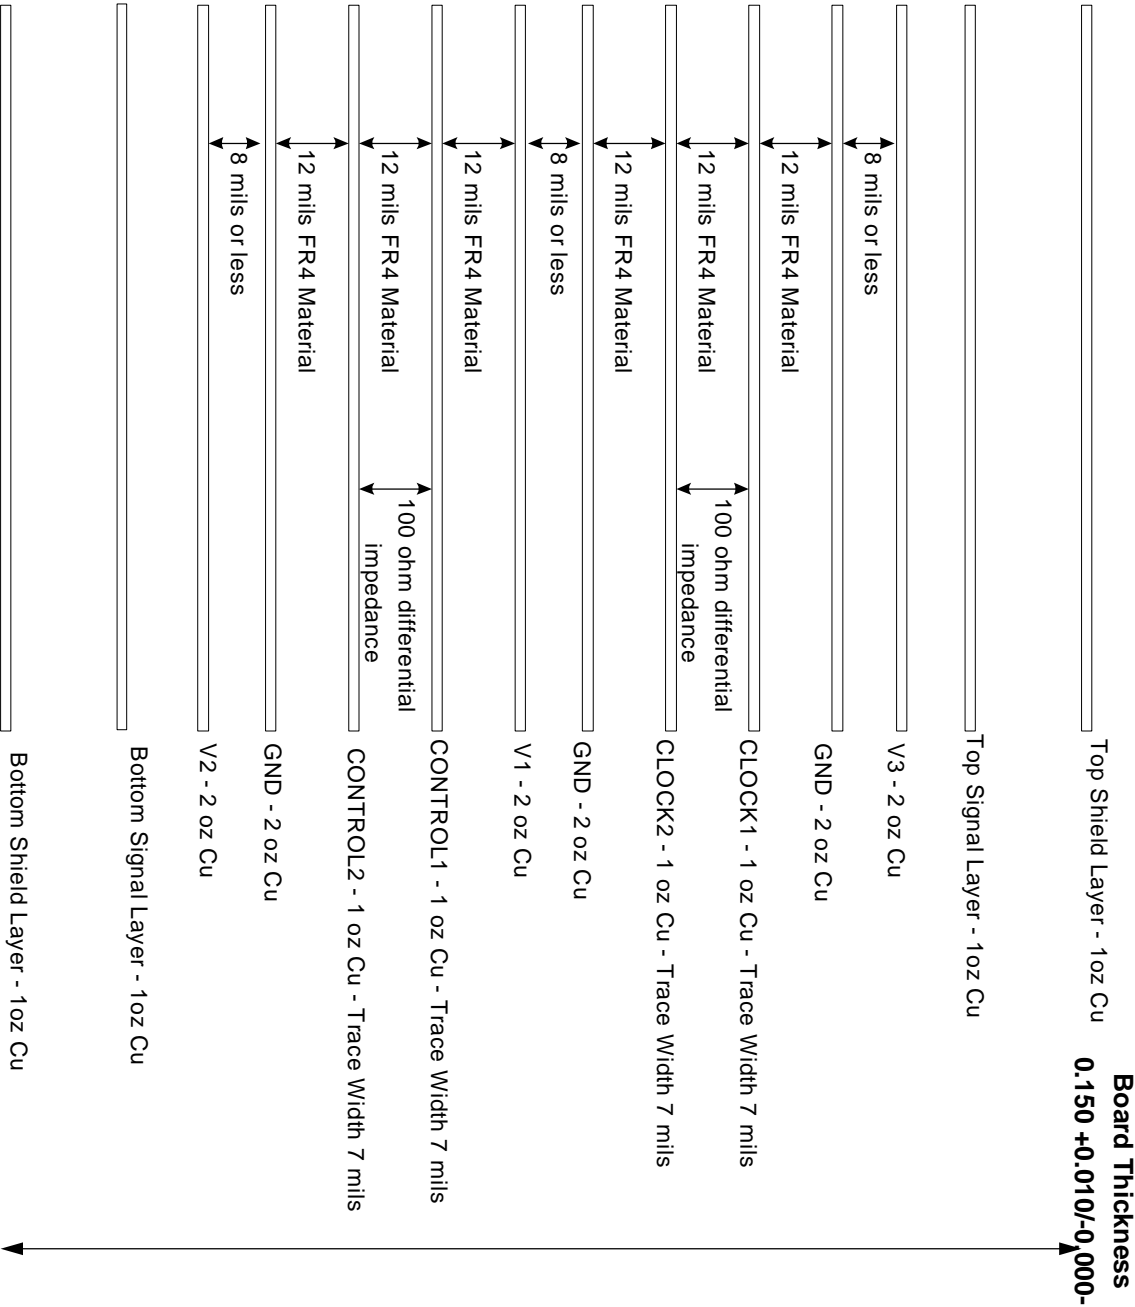 Board Thickness
0.150 +0.010/-0.000-
Top Shield Layer - 1oz Cu
Top Signal Layer - 1oz Cu
V3 - 2 oz Cu
8 mils or less
GND - 2 oz Cu
12 mils FR4 Material
CLOCK1 - 1 oz Cu - Trace Width 7 mils
12 mils FR4 Material
100 ohm differential
impedance
CLOCK2 - 1 oz Cu - Trace Width 7 mils
12 mils FR4 Material
GND - 2 oz Cu
8 mils or less
V1 - 2 oz Cu
12 mils FR4 Material
CONTROL1 - 1 oz Cu - Trace Width 7 mils
12 mils FR4 Material
100 ohm differential
impedance
CONTROL2 - 1 oz Cu - Trace Width 7 mils
12 mils FR4 Material
GND - 2 oz Cu
8 mils or less
V2 - 2 oz Cu
Bottom Signal Layer - 1oz Cu
Bottom Shield Layer - 1oz Cu